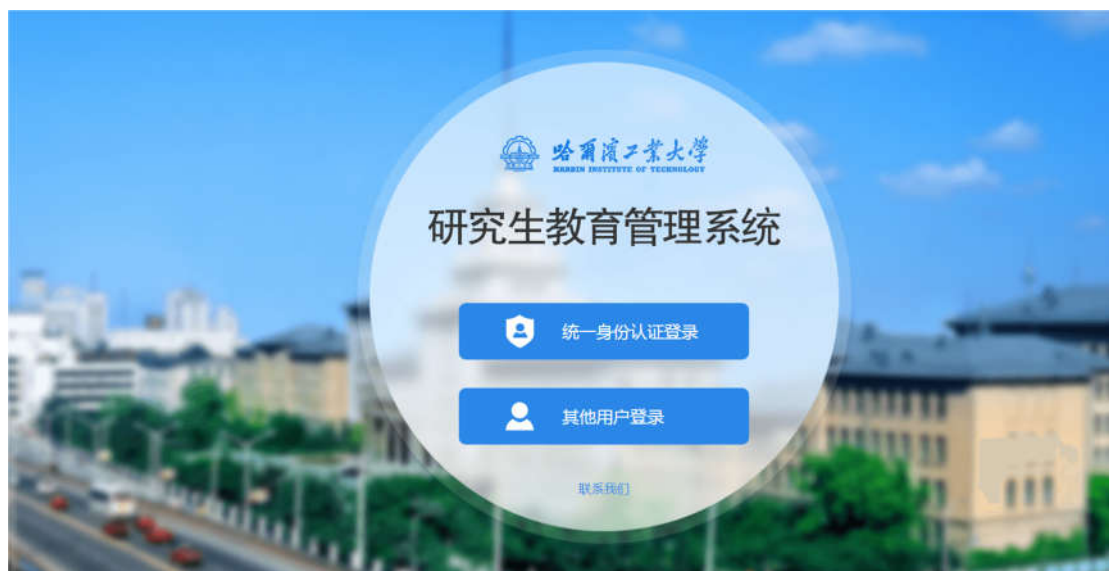 哈爾濱工業大學
HARBIN INSTITUTE OF TECHNOLOGY
研究生教育管理系统
统一身份认证登录
其他用户登录
联系我们